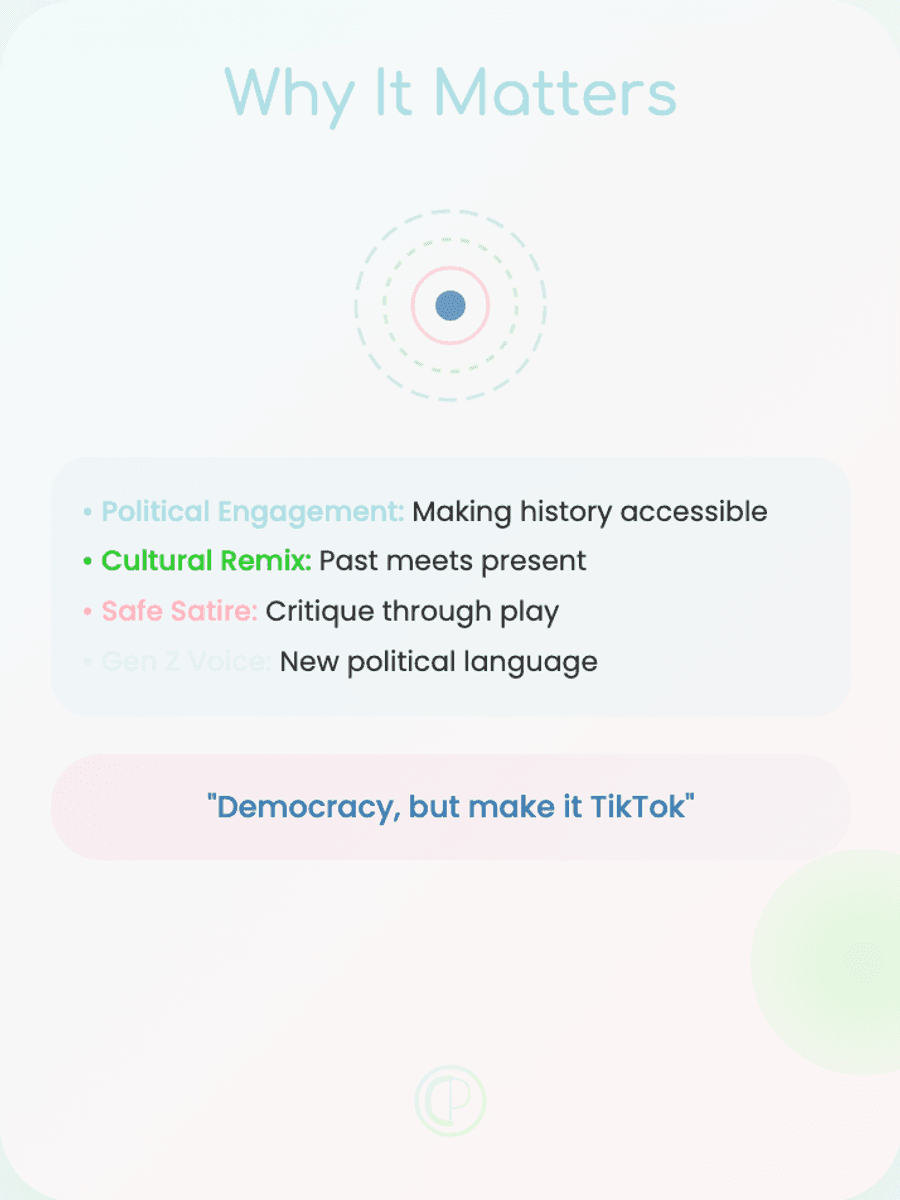 Why It Matters
• Political Engagement: Making history accessible
• Cultural Remix: Past meets present
• Safe Satire: Critique through play
• Gen Z Voice: New political language
"Democracy, but make it TikTok"
CP